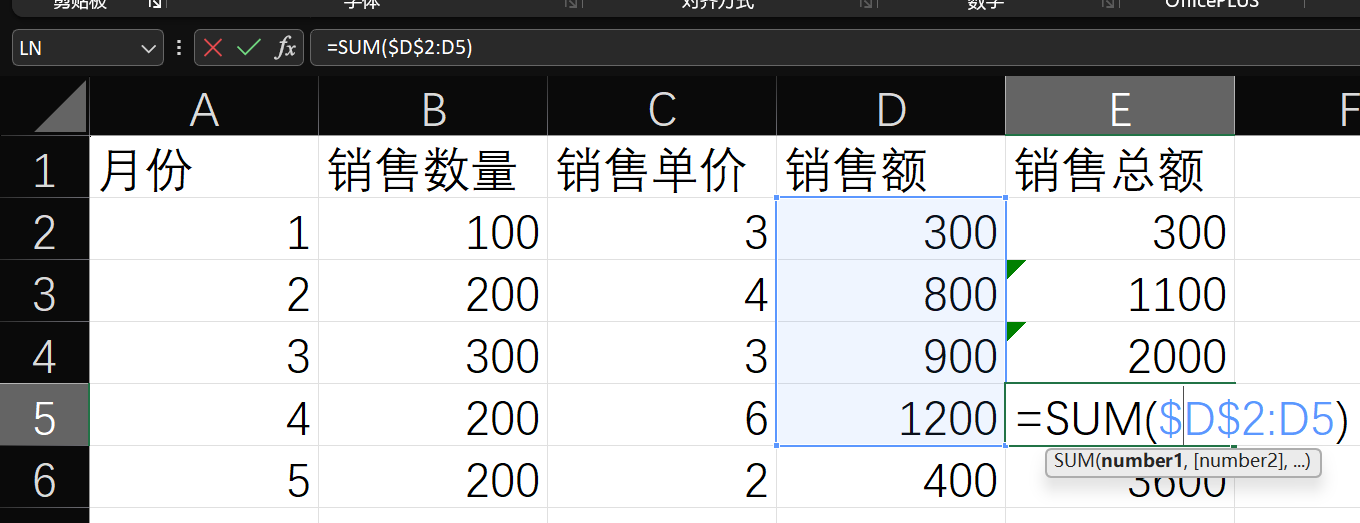 剪贴板 字体 对齐方式 数字 OfficePLUS
LN fx =SUM($D$2:D5)
A B C D E F
1 月份 销售数量 销售单价 销售额 销售总额
2 1 100 3 300 300
3 2 200 4 800 1100
4 3 300 3 900 2000
5 4 200 6 1200 =SUM($D$2:D5)
SUM(number1, [number2], ...)
6 5 200 2 400 3600